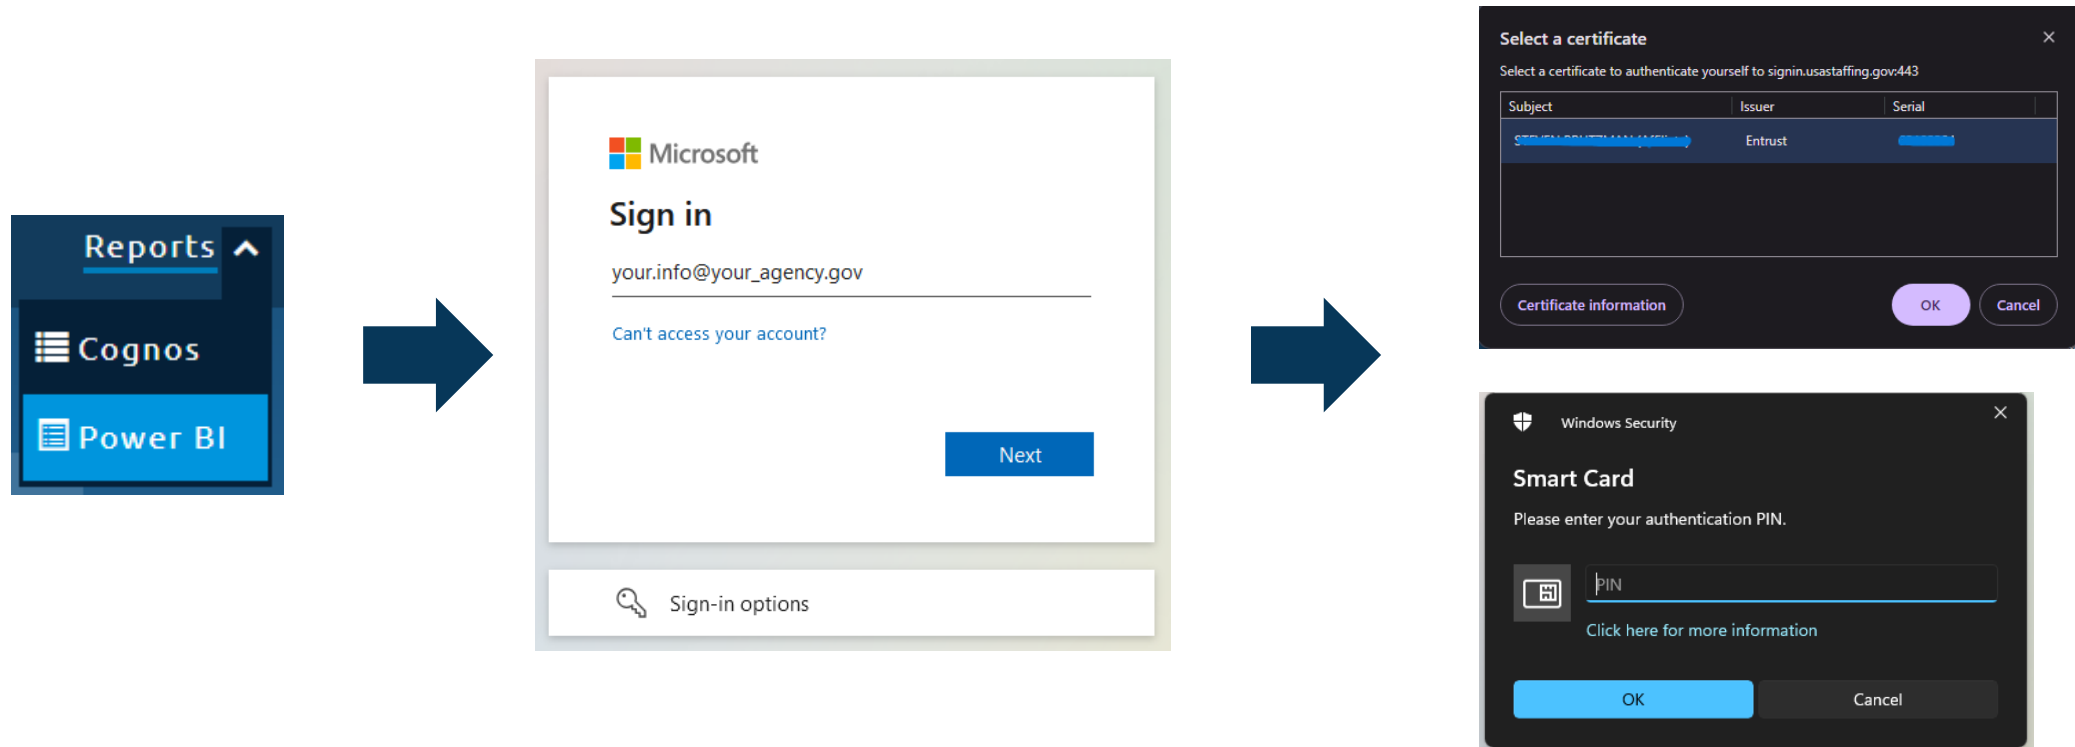 Reports
Cognos
Power BI
Microsoft
Sign in
your.info@your_agency.gov
Can't access your account?
Next
Sign-in options
Select a certificate
Select a certificate to authenticate yourself to signin.usastaffing.gov:443
Subject Issuer Serial
Entrust
Certificate information OK Cancel
Windows Security
Smart Card
Please enter your authentication PIN.
PIN
Click here for more information
OK Cancel